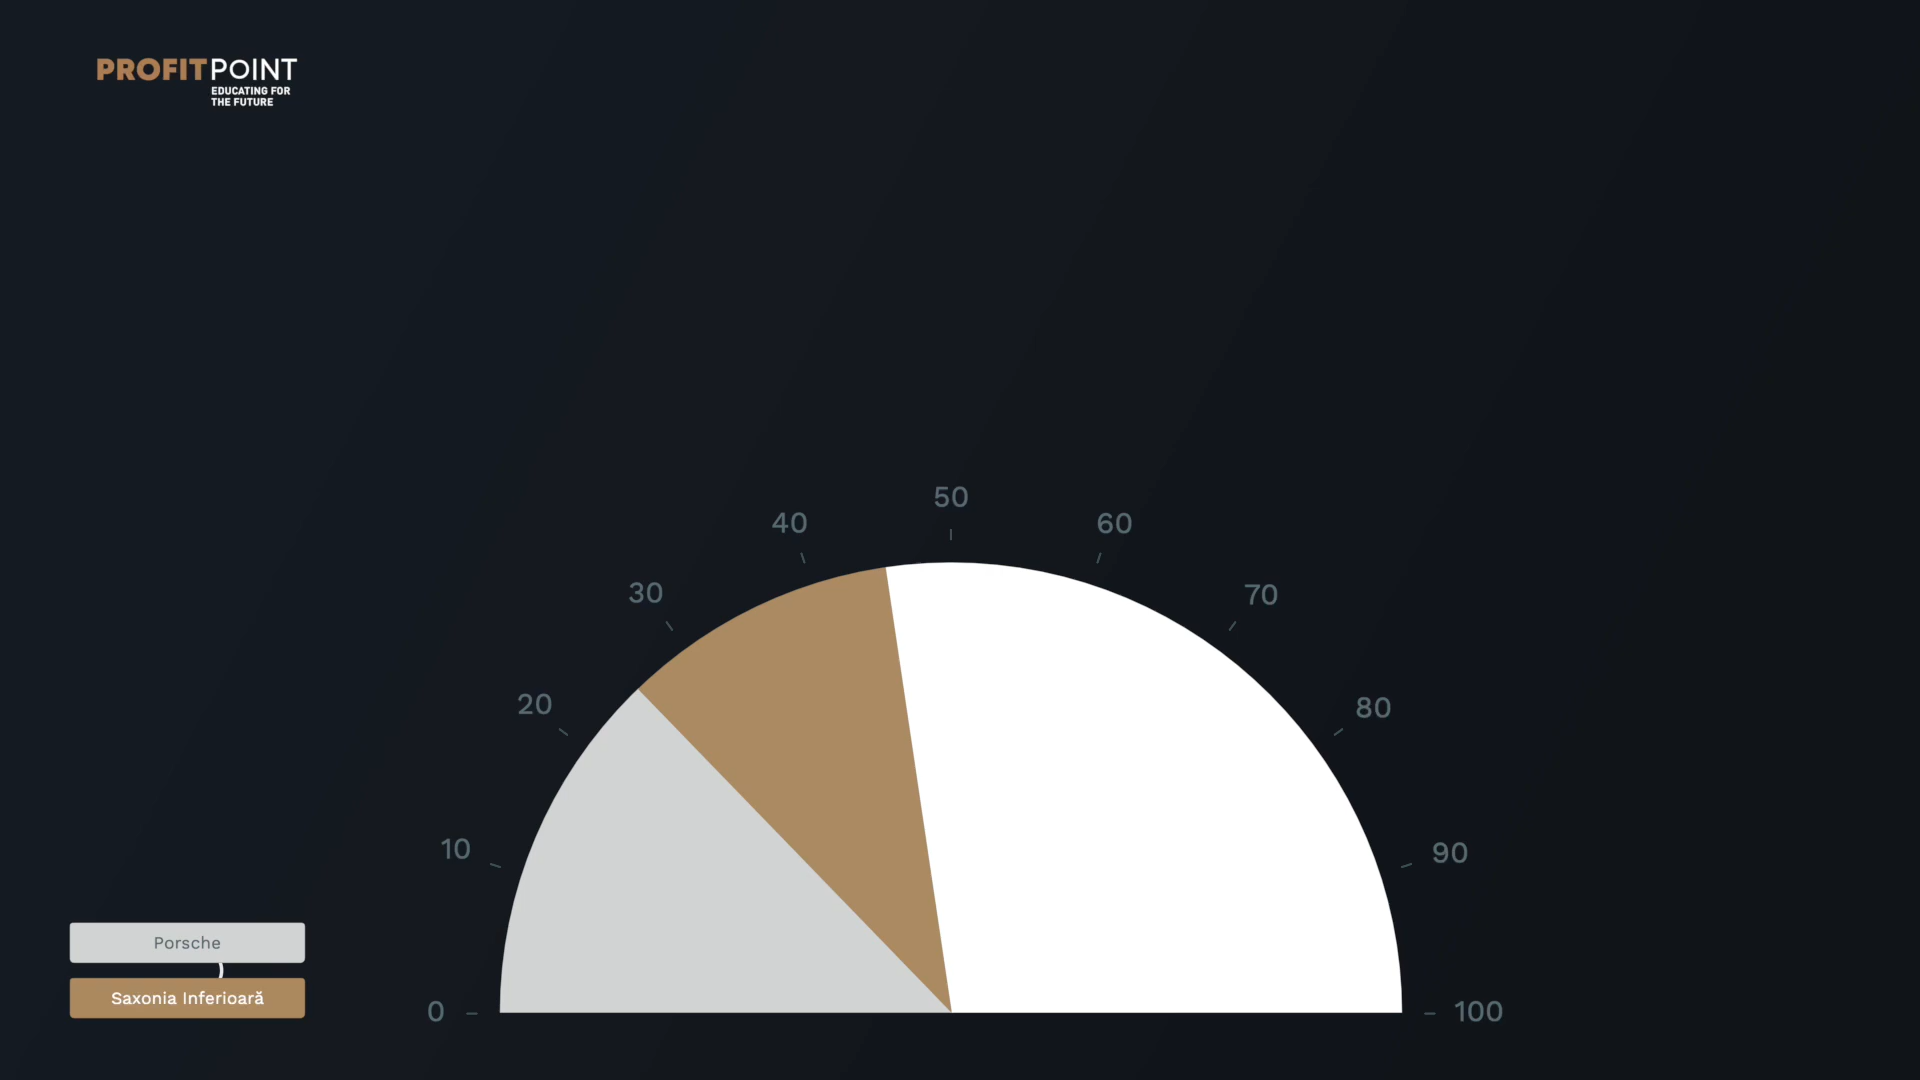 PROFITPOINT
EDUCATING FOR
THE FUTURE
50
40
60
30
70
20
80
10
90
Porsche
Saxonia Inferioară
0
100